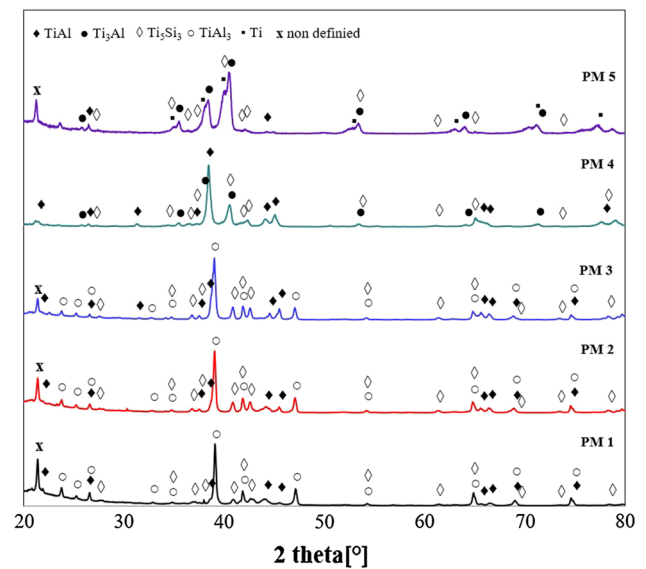 ♦ TiAl ● Ti₃Al ◊ Ti₅Si₃ ○ TiAl₃ ▪ Ti x non definied
PM 5
x
PM 4
PM 3
x
PM 2
x
PM 1
x
20 30 40 50 60 70 80
2 theta[°]